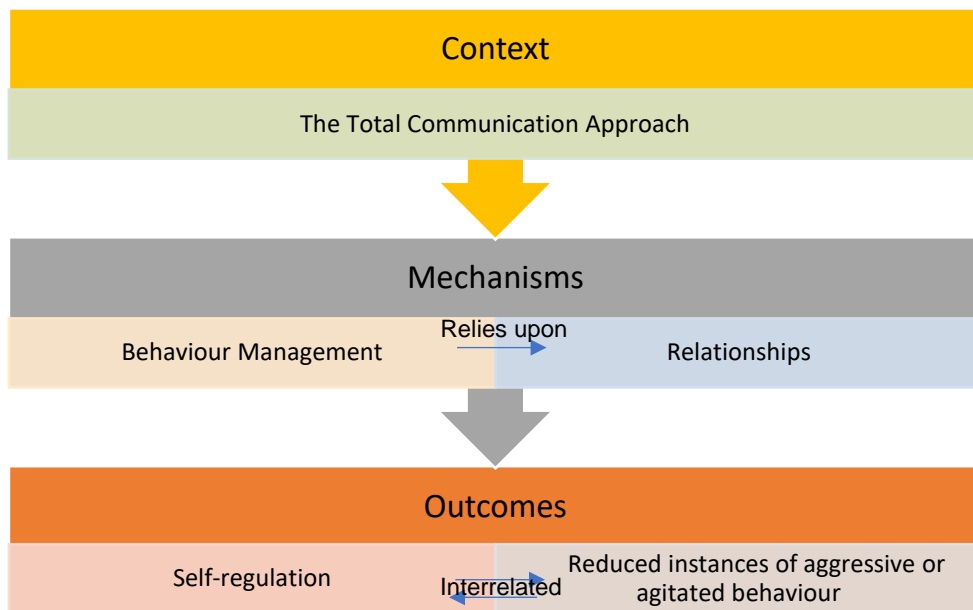 Context
The Total Communication Approach
Mechanisms
Relies upon
Behaviour Management
Relationships
Outcomes
Self-regulation
Interrelated
Reduced instances of aggressive or
agitated behaviour